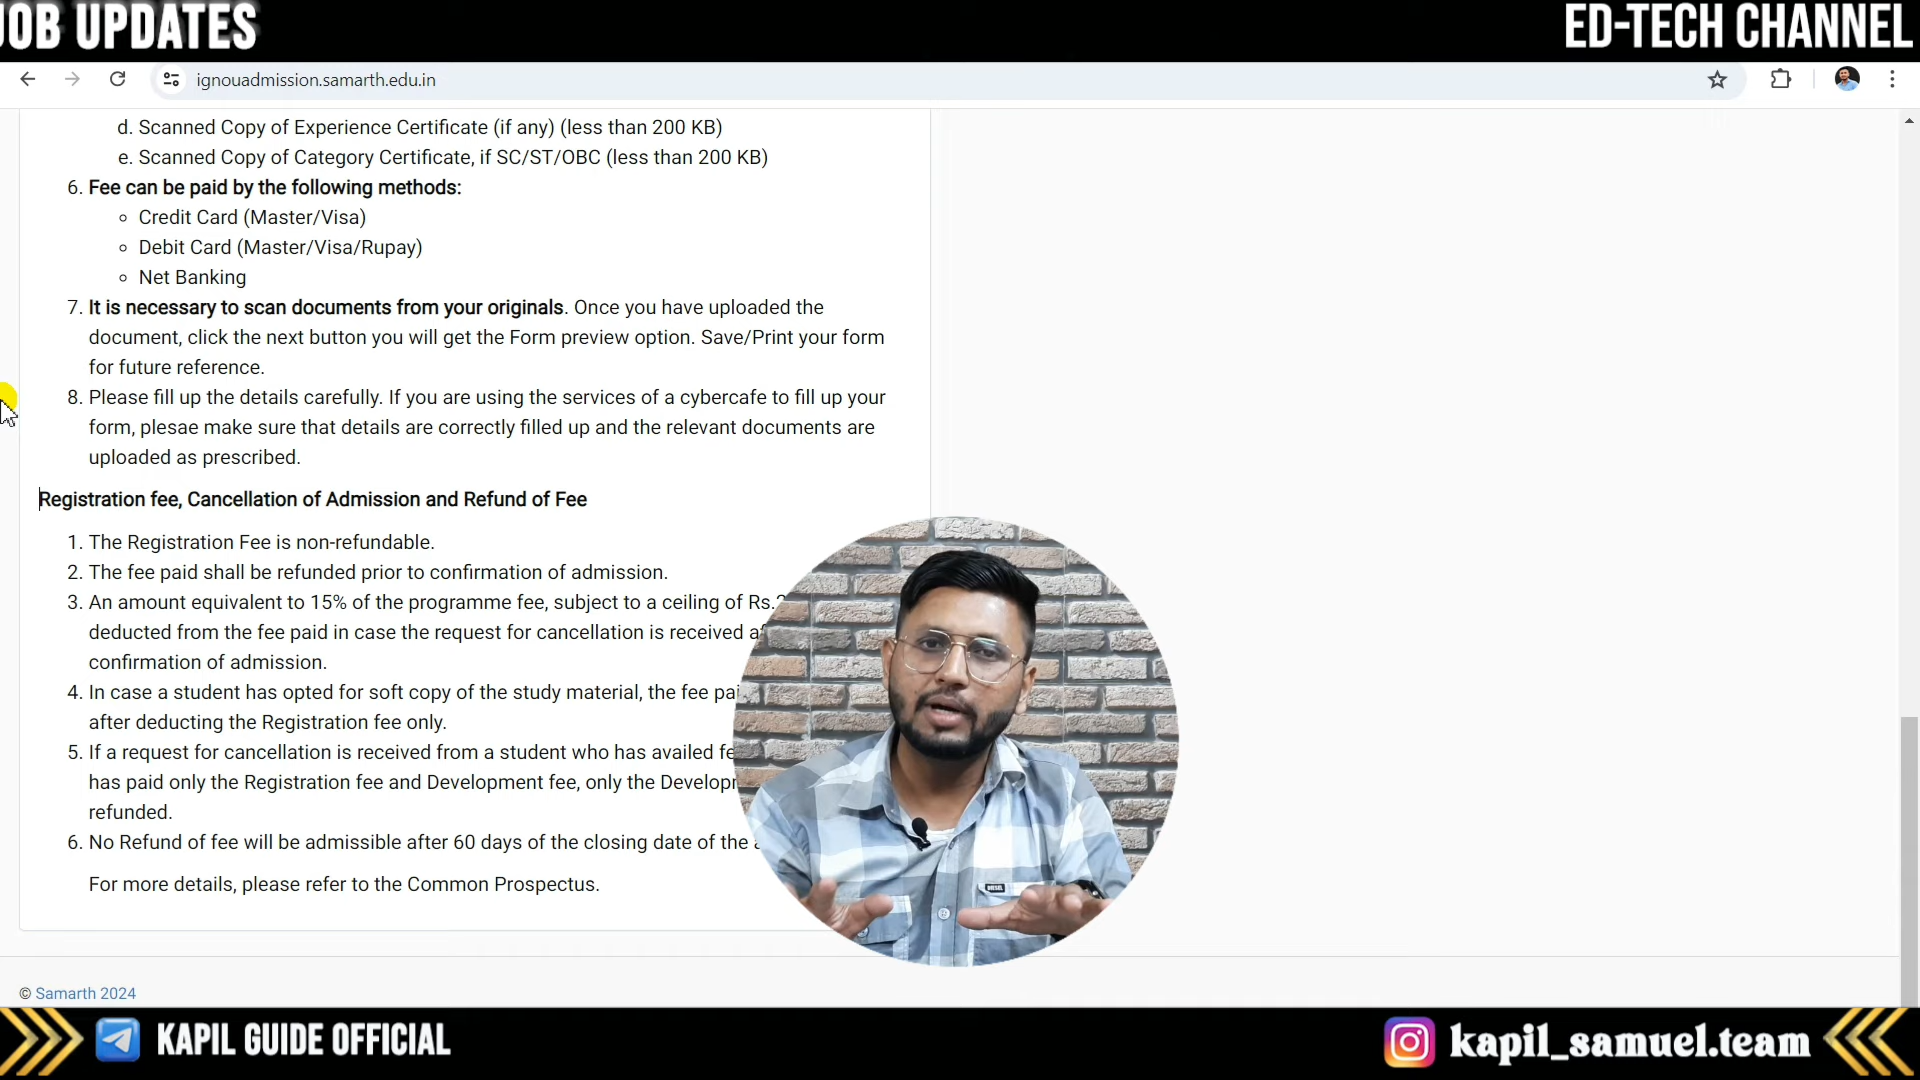 JOB UPDATES
ED-TECH CHANNEL
ignouadmission.samarth.edu.in
d. Scanned Copy of Experience Certificate (if any) (less than 200 KB)
e. Scanned Copy of Category Certificate, if SC/ST/OBC (less than 200 KB)
6. Fee can be paid by the following methods:
Credit Card (Master/Visa)
Debit Card (Master/Visa/Rupay)
Net Banking
7. It is necessary to scan documents from your originals. Once you have uploaded the
document, click the next button you will get the Form preview option. Save/Print your form
for future reference.
8. Please fill up the details carefully. If you are using the services of a cybercafe to fill up your
form, plesae make sure that details are correctly filled up and the relevant documents are
uploaded as prescribed.
Registration fee, Cancellation of Admission and Refund of Fee
1. The Registration Fee is non-refundable.
2. The fee paid shall be refunded prior to confirmation of admission.
3. An amount equivalent to 15% of the programme fee, subject to a ceiling of Rs.
deducted from the fee paid in case the request for cancellation is received
confirmation of admission.
4. In case a student has opted for soft copy of the study material, the fee
after deducting the Registration fee only.
5. If a request for cancellation is received from a student who has availed
has paid only the Registration fee and Development fee, only the
refunded.
6. No Refund of fee will be admissible after 60 days of the closing date of the
For more details, please refer to the Common Prospectus.
DIESEL
© Samarth 2024
KAPIL GUIDE OFFICIAL
kapil_samuel.team